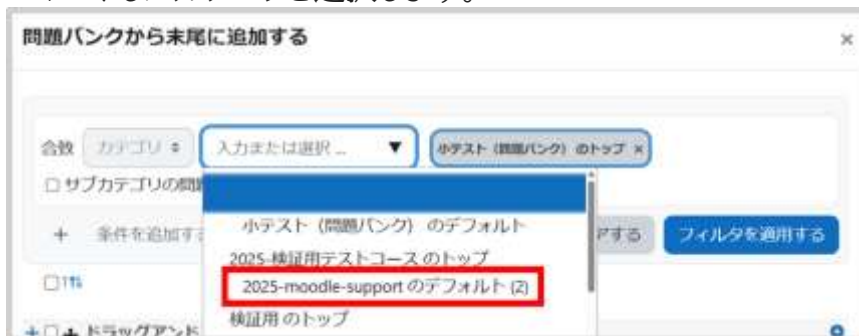 問題バンクから末尾に追加する ×
合致 カテゴリ 入力または選択 ... ▼ 小テスト（問題バンク）のトップ ×
サブカテゴリの問題
小テスト（問題バンク）のデフォルト
+ 条件を追加する アする フィルタを適用する
2025-検証用テストコース のトップ
2025-moodle-support のデフォルト (2)
検証用 のトップ
ドラッグアンド